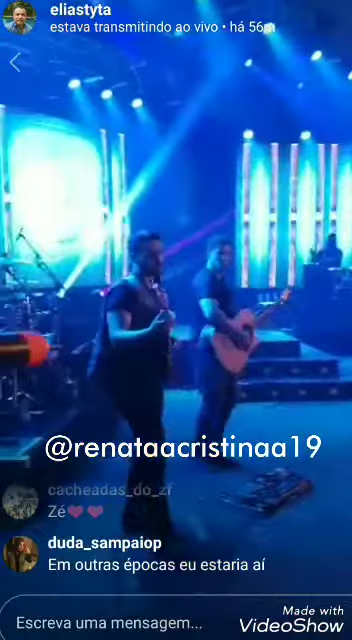 eliastyta
estava transmitindo ao vivo • há 56m
@renataacristinaa19
cacheadas_do_zf
Zé❤❤
duda_sampaiop
Em outras épocas eu estaria aí
Escreva uma mensagem...
Made with
VideoShow